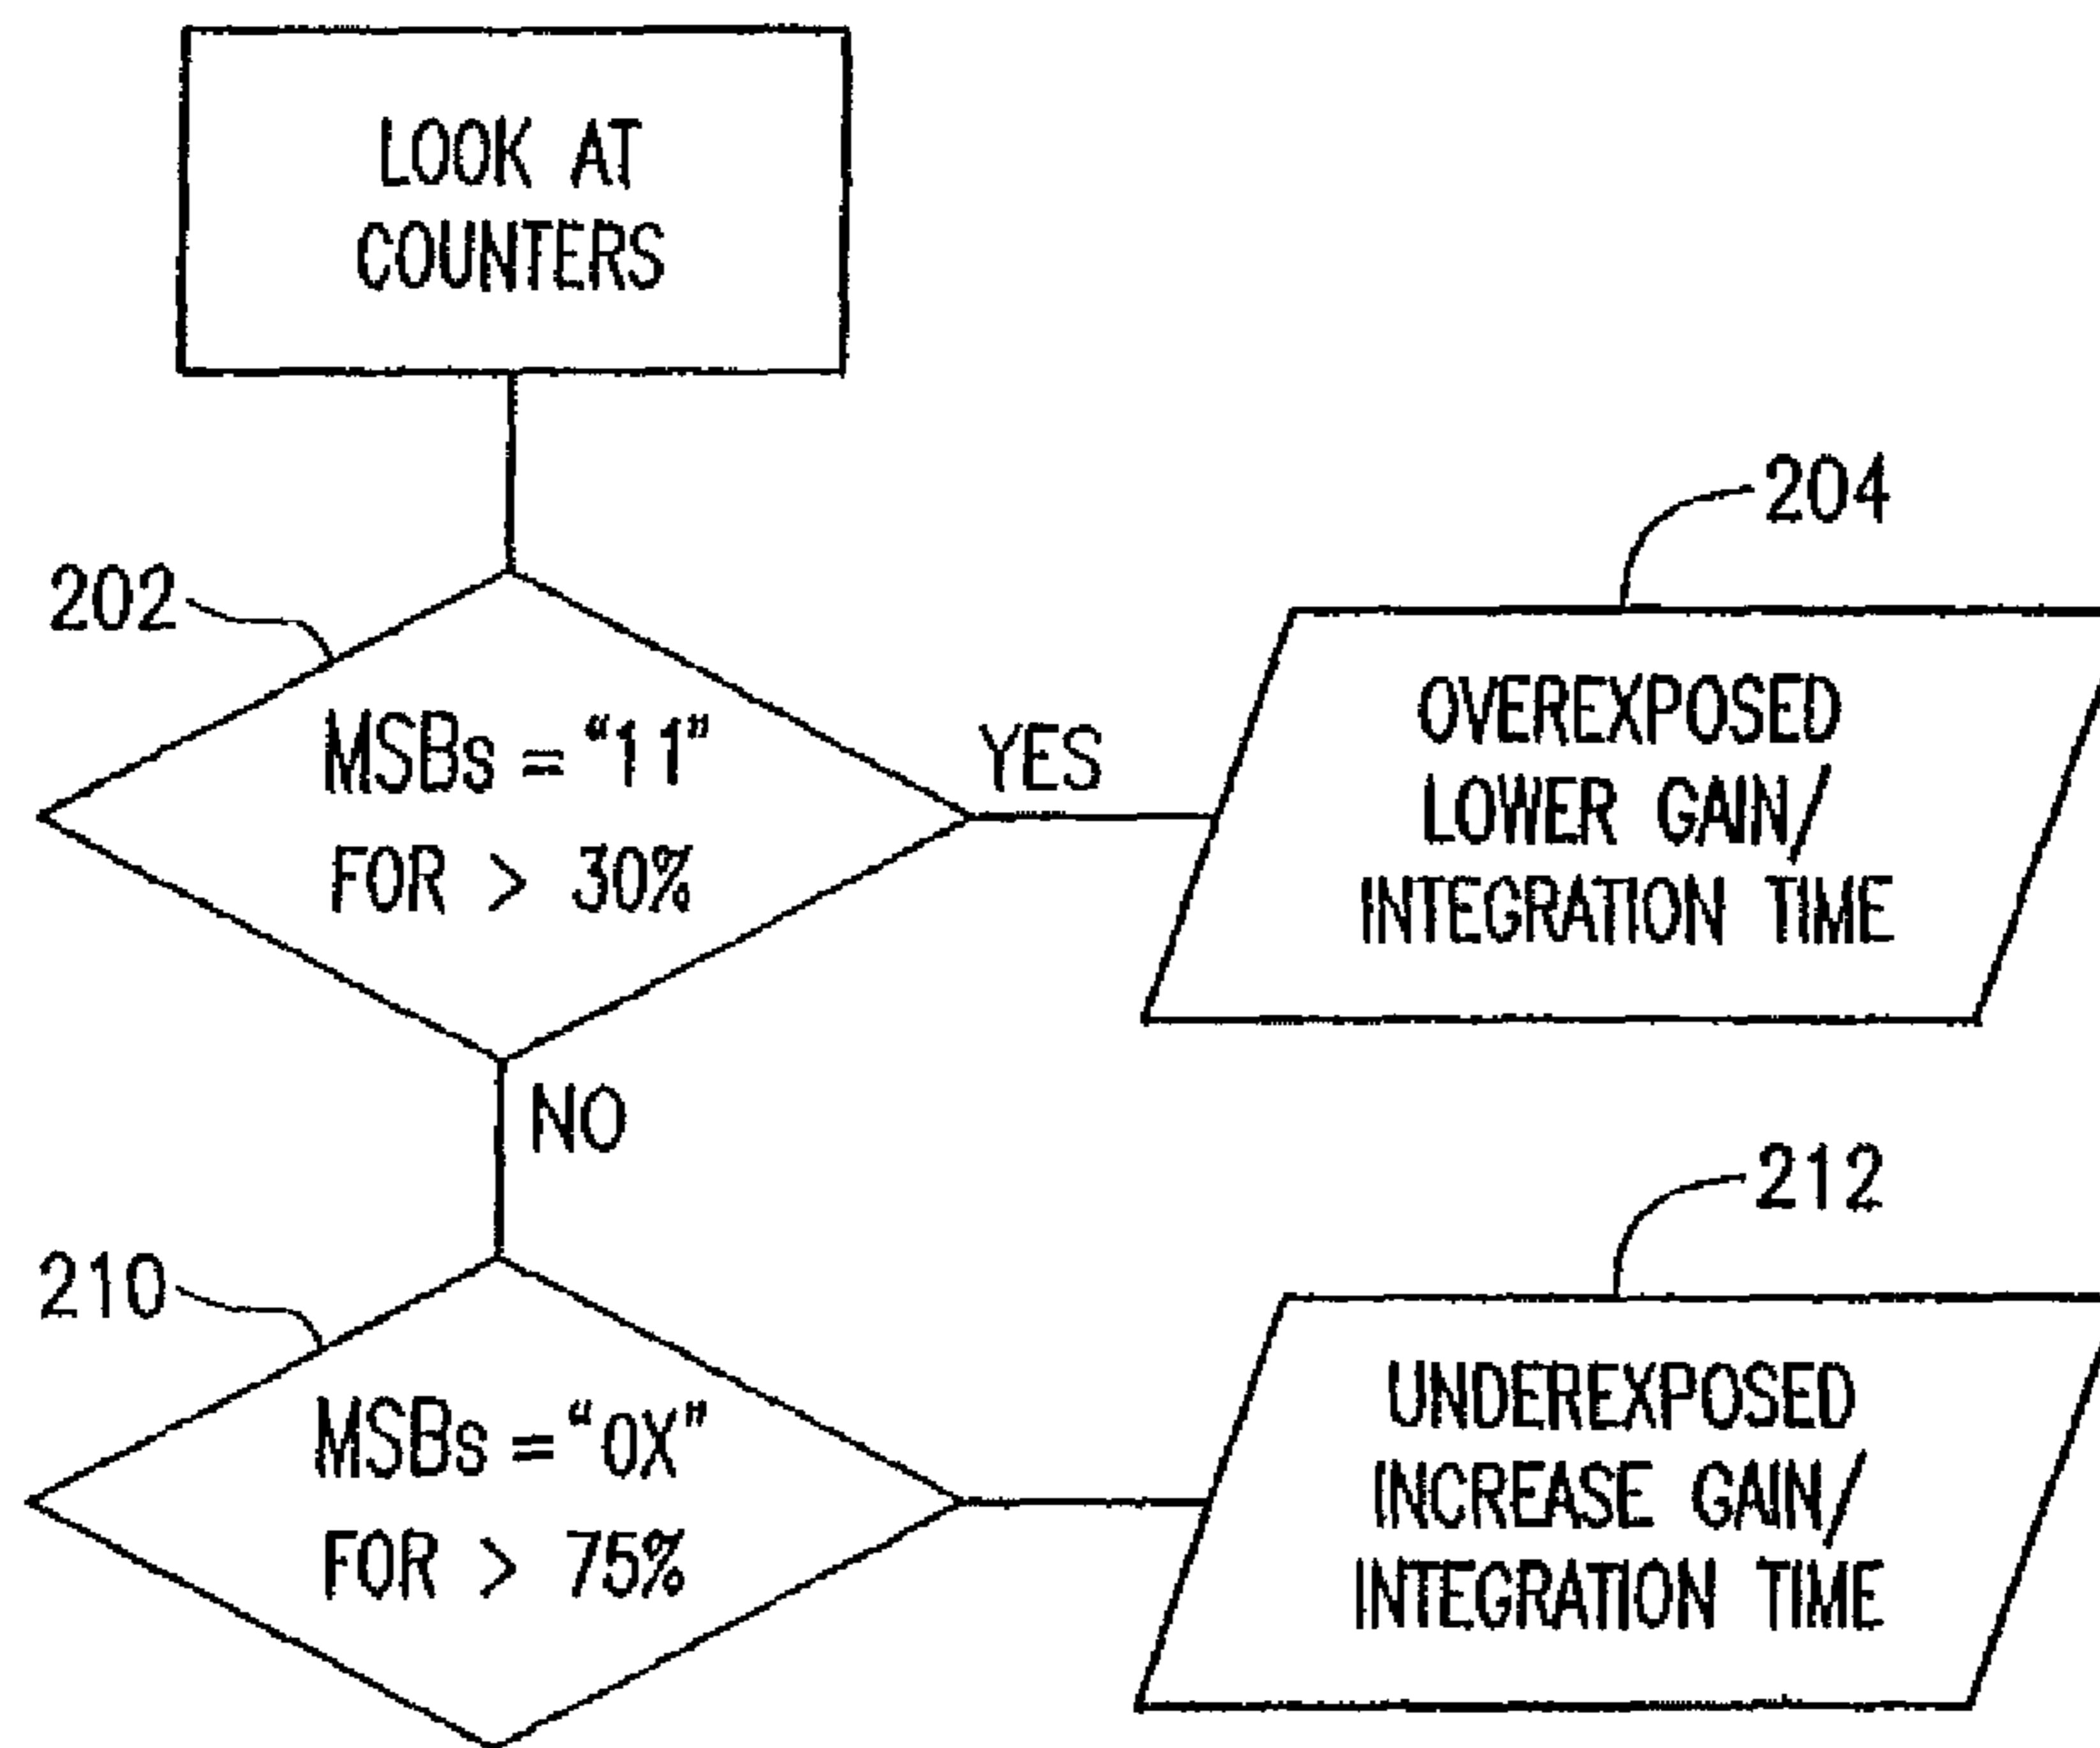 LOOK AT
COUNTERS
202
MSBs = “11”
FOR > 30%
YES
204
OVEREXPOSED
LOWER GAIN/
INTEGRATION TIME
NO
210
MSBs = “0X”
FOR > 75%
212
UNDEREXPOSED
INCREASE GAIN/
INTEGRATION TIME